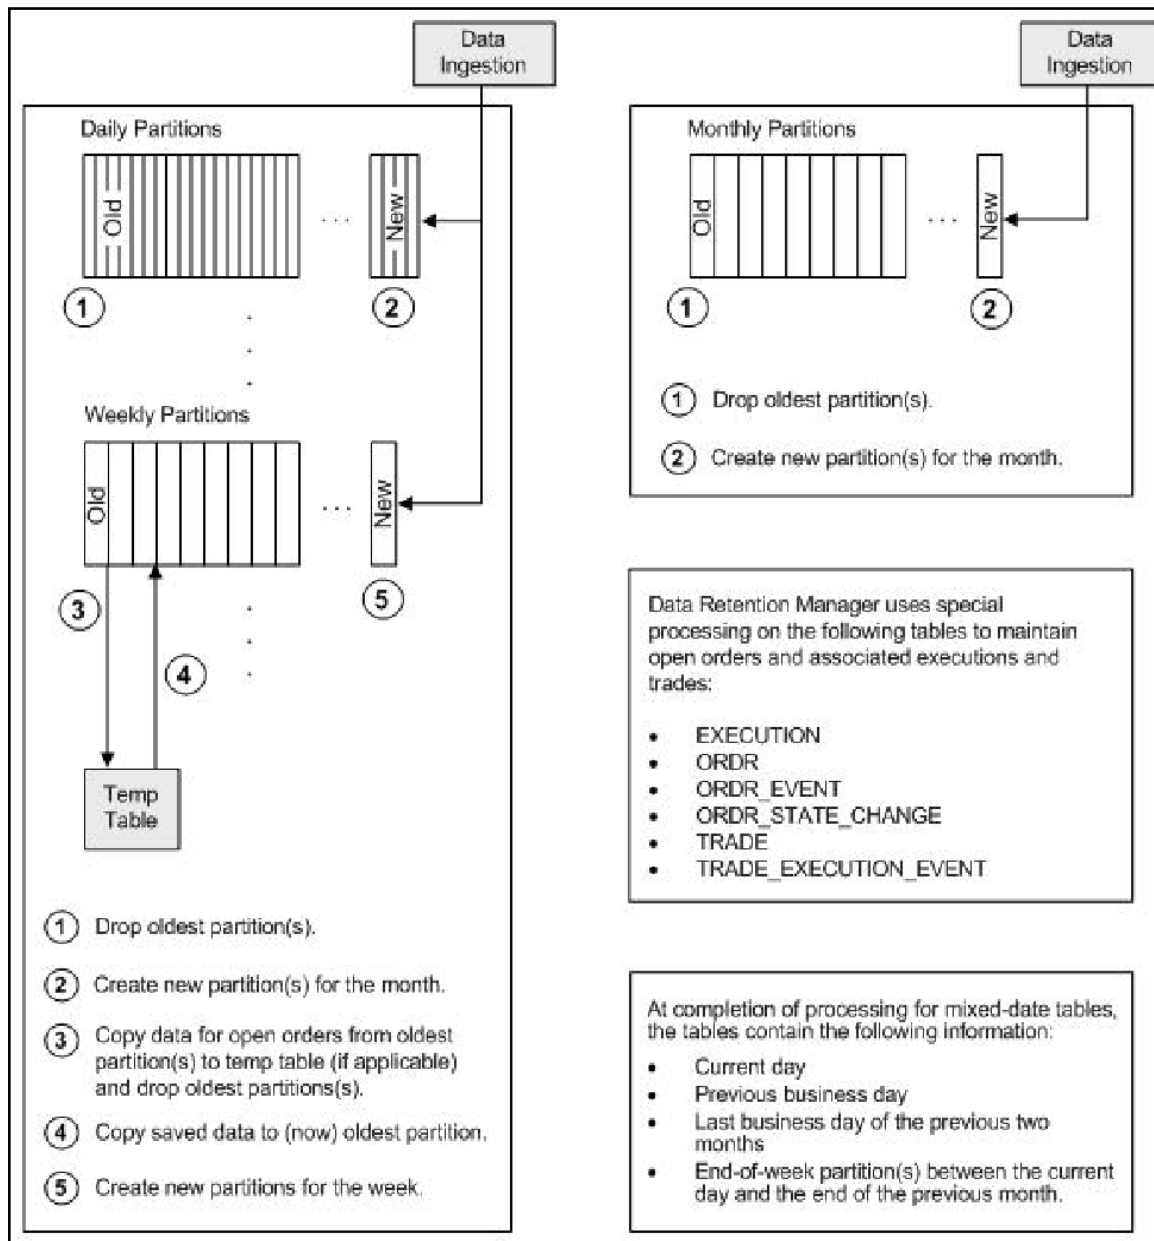 Data
Ingestion
Daily Partitions
Old
. . .
New
1
2
Weekly Partitions
Old
. . .
New
3
4
5
Temp
Table
1 Drop oldest partition(s).
2 Create new partition(s) for the month.
3 Copy data for open orders from oldest
partition(s) to temp table (if applicable)
and drop oldest partitions(s).
4 Copy saved data to (now) oldest partition.
5 Create new partitions for the week.
Data
Ingestion
Monthly Partitions
Old
. . .
New
1
2
1 Drop oldest partition(s).
2 Create new partition(s) for the month.
Data Retention Manager uses special
processing on the following tables to maintain
open orders and associated executions and
trades:
• EXECUTION
• ORDR
• ORDR_EVENT
• ORDR_STATE_CHANGE
• TRADE
• TRADE_EXECUTION_EVENT
At completion of processing for mixed-date tables,
the tables contain the following information:
• Current day
• Previous business day
• Last business day of the previous two
months
• End-of-week partition(s) between the current
day and the end of the previous month.